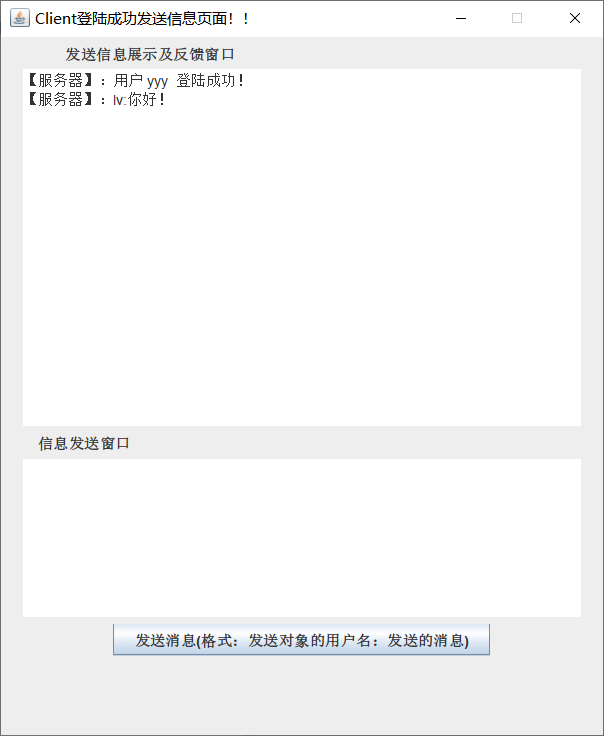 Client登陆成功发送信息页面！！
发送信息展示及反馈窗口
【服务器】：用户 yyy  登陆成功！
【服务器】：lv:你好！
信息发送窗口
发送消息(格式：发送对象的用户名：发送的消息)